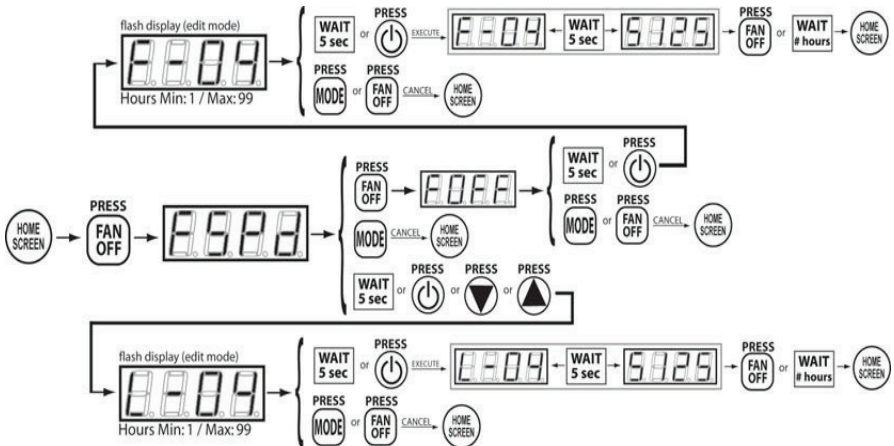 flash display (edit mode)
F-04
Hours Min: 1 / Max: 99
WAIT
5 sec
or
PRESS
EXECUTE
F-04
WAIT
5 sec
S125
PRESS
FAN
OFF
or
WAIT
# hours
HOME
SCREEN
PRESS
MODE
or
FAN
OFF
CANCEL
HOME
SCREEN
HOME
SCREEN
PRESS
FAN
OFF
FSPd
PRESS
FAN
OFF
FOFF
WAIT
5 sec
or
PRESS
PRESS
MODE
or
FAN
OFF
CANCEL
HOME
SCREEN
MODE
CANCEL
HOME
SCREEN
WAIT
5 sec
or
PRESS
or
PRESS
or
PRESS
flash display (edit mode)
L-04
Hours Min: 1 / Max: 99
WAIT
5 sec
or
PRESS
EXECUTE
L-04
WAIT
5 sec
S125
PRESS
FAN
OFF
or
WAIT
# hours
HOME
SCREEN
PRESS
MODE
or
PRESS
FAN
OFF
CANCEL
HOME
SCREEN